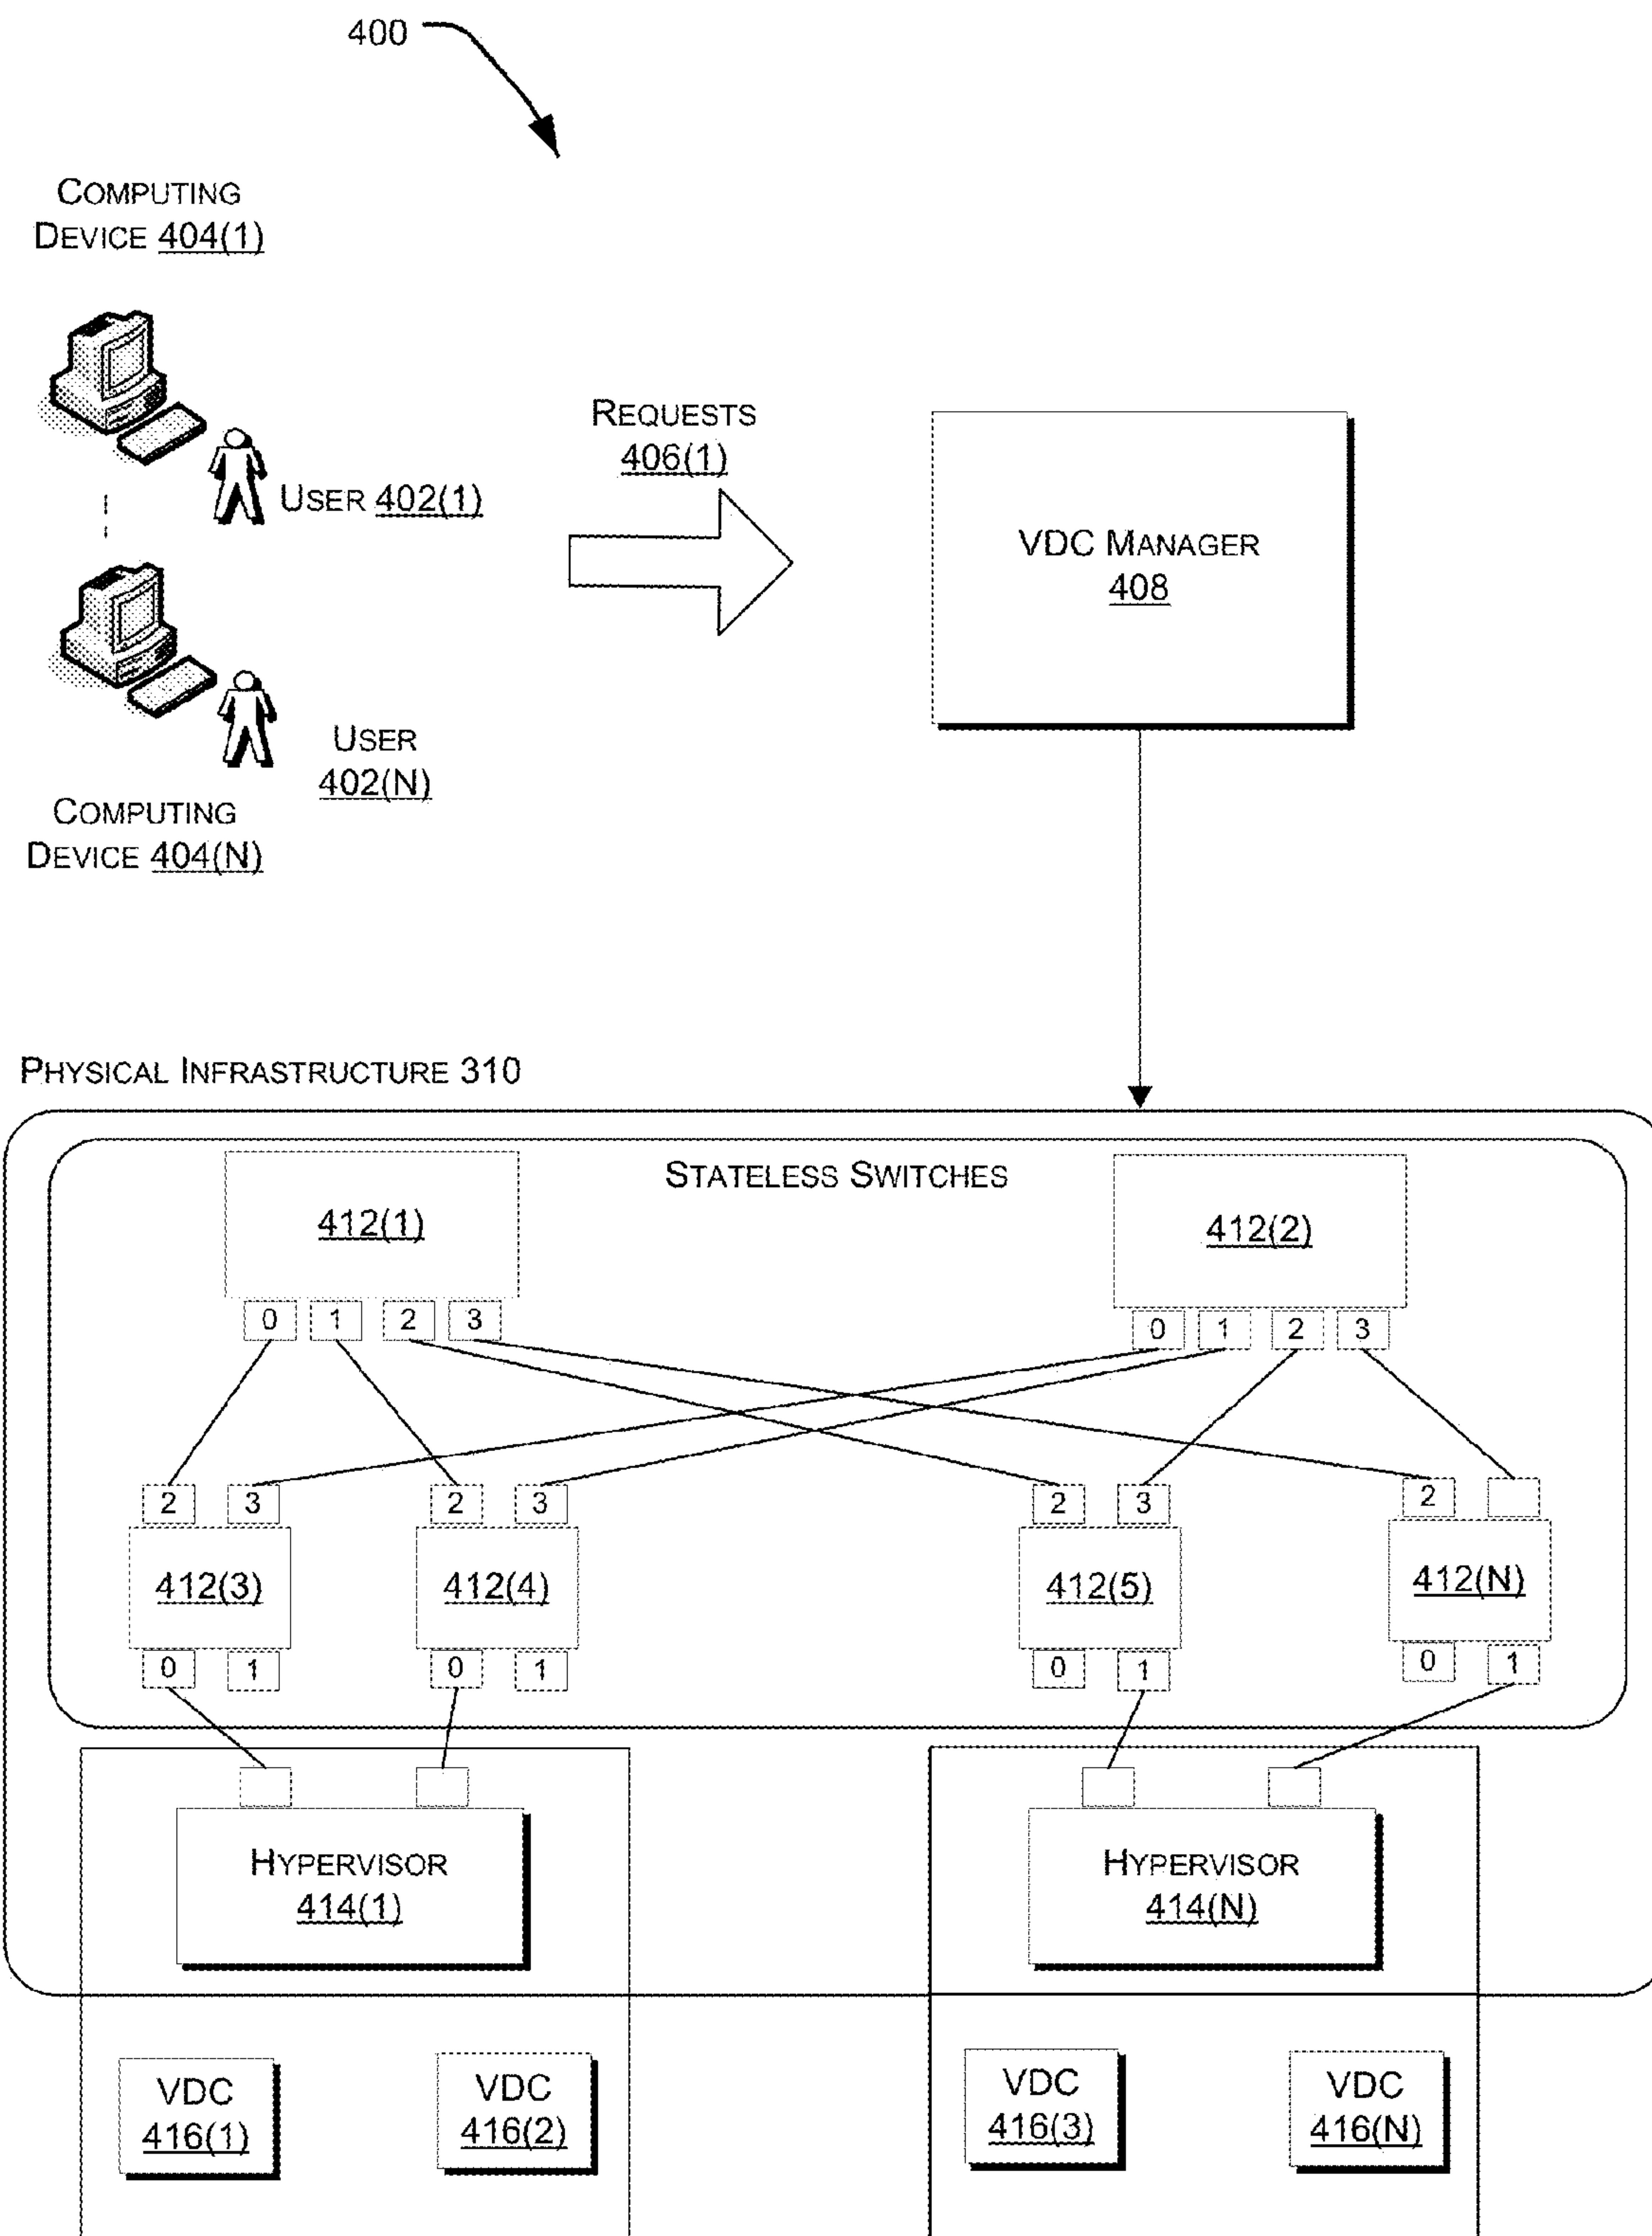 400
COMPUTING
DEVICE 404(1)
USER 402(1)
REQUESTS
406(1)
VDC MANAGER
408
USER
402(N)
COMPUTING
DEVICE 404(N)
PHYSICAL INFRASTRUCTURE 310
STATELESS SWITCHES
412(1)
412(2)
0 1 2 3
0 1 2 3
2 3
2 3
2 3
2
412(3)
412(4)
412(5)
412(N)
0 1
0 1
0 1
0 1
HYPERVISOR
414(1)
HYPERVISOR
414(N)
VDC
416(1)
VDC
416(2)
VDC
416(3)
VDC
416(N)